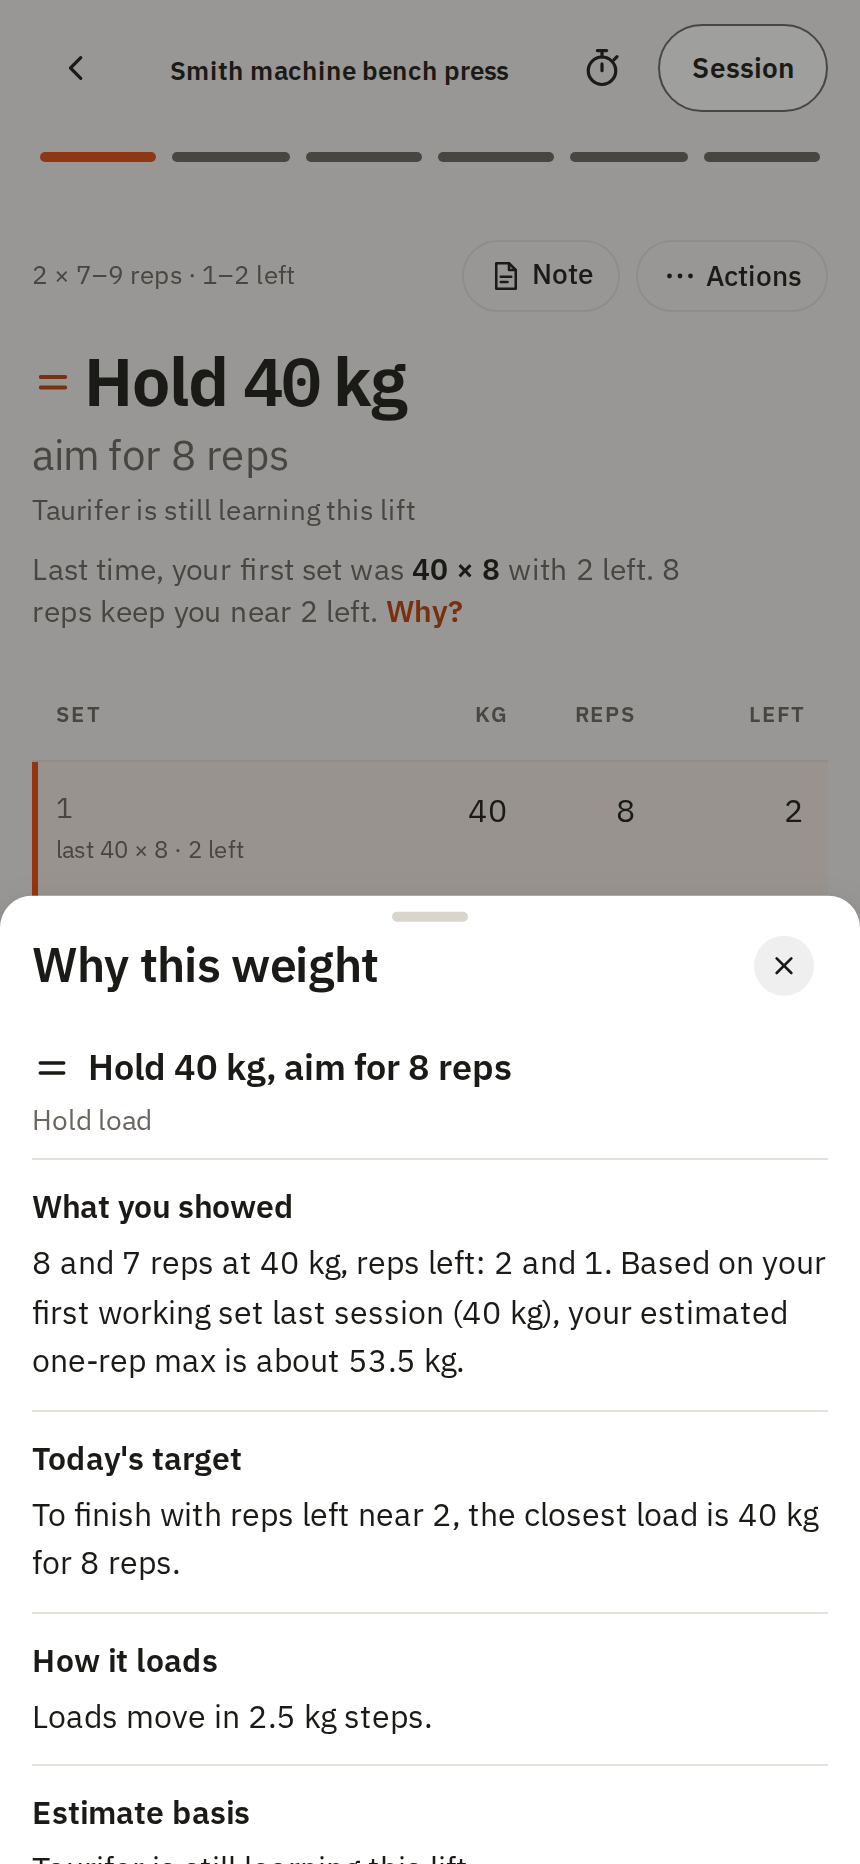 Smith machine bench press
Session
2 × 7–9 reps · 1–2 left
Note
Actions
= Hold 40 kg
aim for 8 reps
Taurifer is still learning this lift
Last time, your first set was 40 × 8 with 2 left. 8
reps keep you near 2 left. Why?
SET KG REPS LEFT
1 40 8 2
last 40 × 8 · 2 left
Why this weight
= Hold 40 kg, aim for 8 reps
Hold load
What you showed
8 and 7 reps at 40 kg, reps left: 2 and 1. Based on your
first working set last session (40 kg), your estimated
one-rep max is about 53.5 kg.
Today's target
To finish with reps left near 2, the closest load is 40 kg
for 8 reps.
How it loads
Loads move in 2.5 kg steps.
Estimate basis
Taurifer is still learning this lift